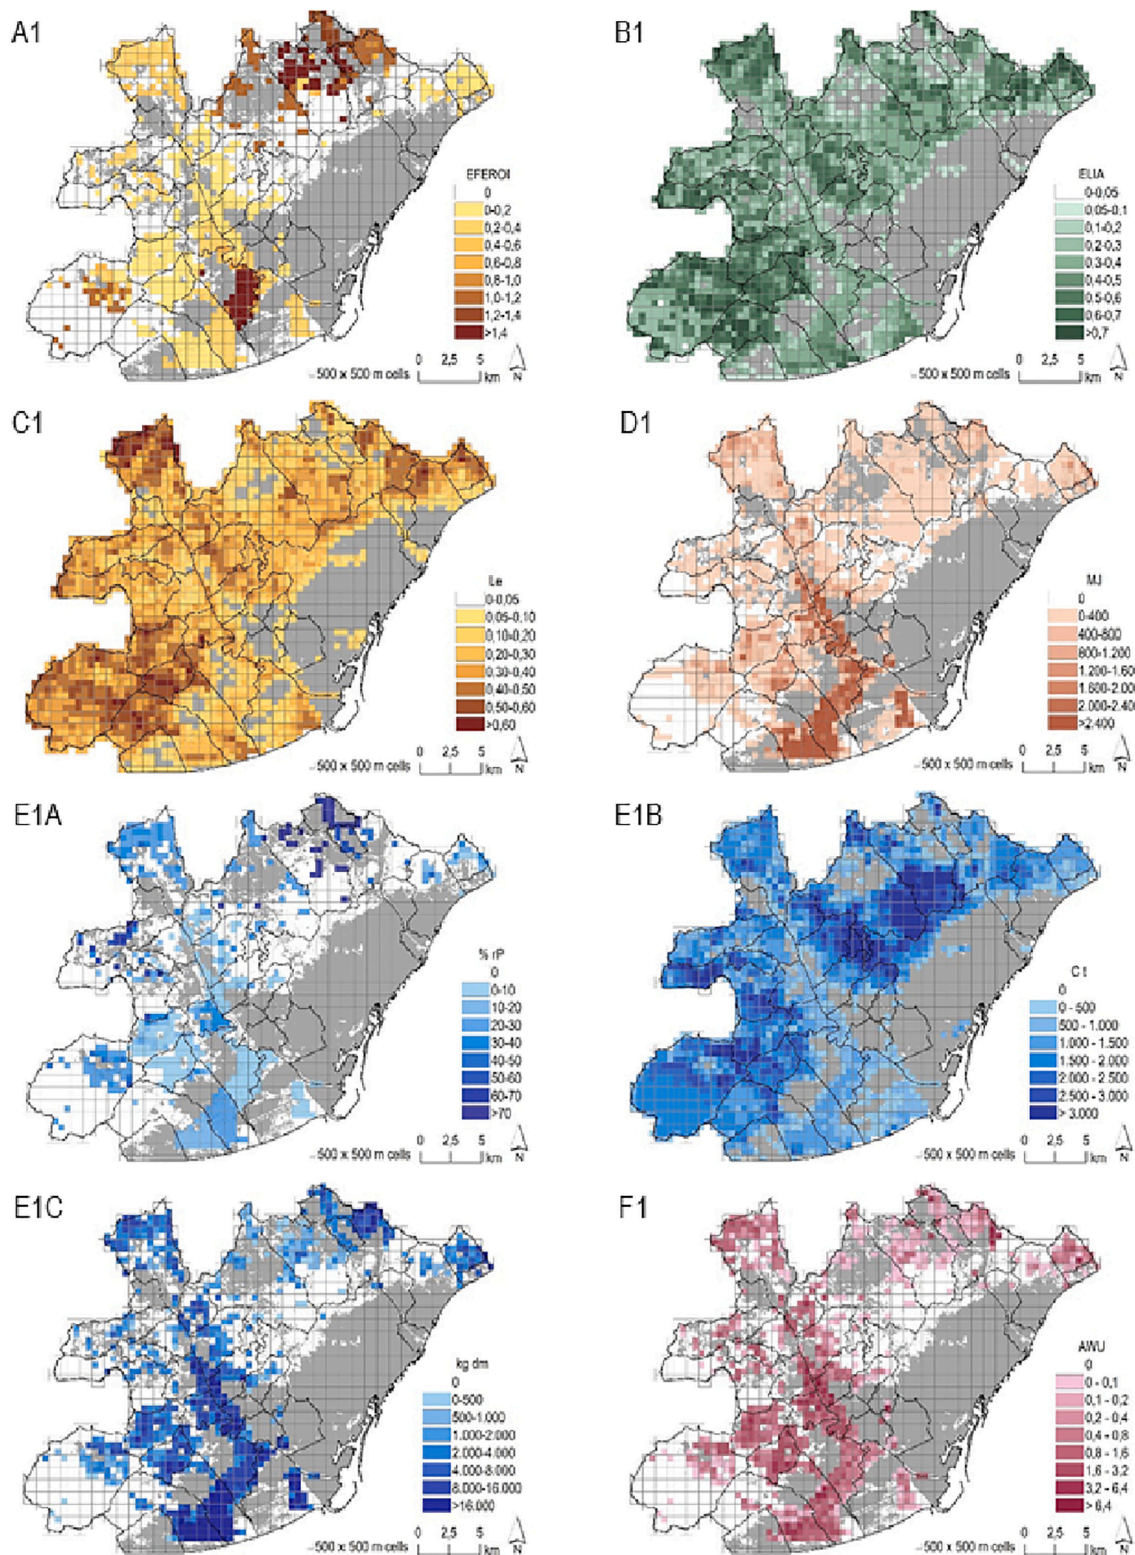 A1
EFEROI
0
0-0,2
0,2-0,4
0,4-0,6
0,6-0,8
0,8-1,0
1,0-1,2
1,2-1,4
>1,4
500 x 500 m cells
0 2,5 5
km
N
B1
ELIA
0-0,05
0,05-0,1
0,1-0,2
0,2-0,3
0,3-0,4
0,4-0,5
0,5-0,6
0,6-0,7
>0,7
500 x 500 m cells
0 2,5 5
km
N
C1
Le
0-0,05
0,05-0,10
0,10-0,20
0,20-0,30
0,30-0,40
0,40-0,50
0,50-0,60
>0,60
500 x 500 m cells
0 2,5 5
km
N
D1
MJ
0
0-400
400-800
800-1.200
1.200-1.60
1.600-2.00
2.000-2.40
>2.400
500 x 500 m cells
0 2,5 5
km
N
E1A
% rP
0
0-10
10-20
20-30
30-40
40-50
50-60
60-70
>70
500 x 500 m cells
0 2,5 5
km
N
E1B
C t
0
0 - 500
500 - 1.000
1.000 - 1.500
1.500 - 2.000
2.000 - 2.500
2.500 - 3.000
> 3.000
500 x 500 m cells
0 2,5 5
km
N
E1C
kg dm
0
0-500
500-1.000
1.000-2.000
2.000-4.000
4.000-8.000
8.000-16.000
>16.000
500 x 500 m cells
0 2,5 5
km
N
F1
AWU
0
0 - 0,1
0,1 - 0,2
0,2 - 0,4
0,4 - 0,8
0,8 - 1,6
1,6 - 3,2
3,2 - 6,4
> 6,4
500 x 500 m cells
0 2,5 5
km
N